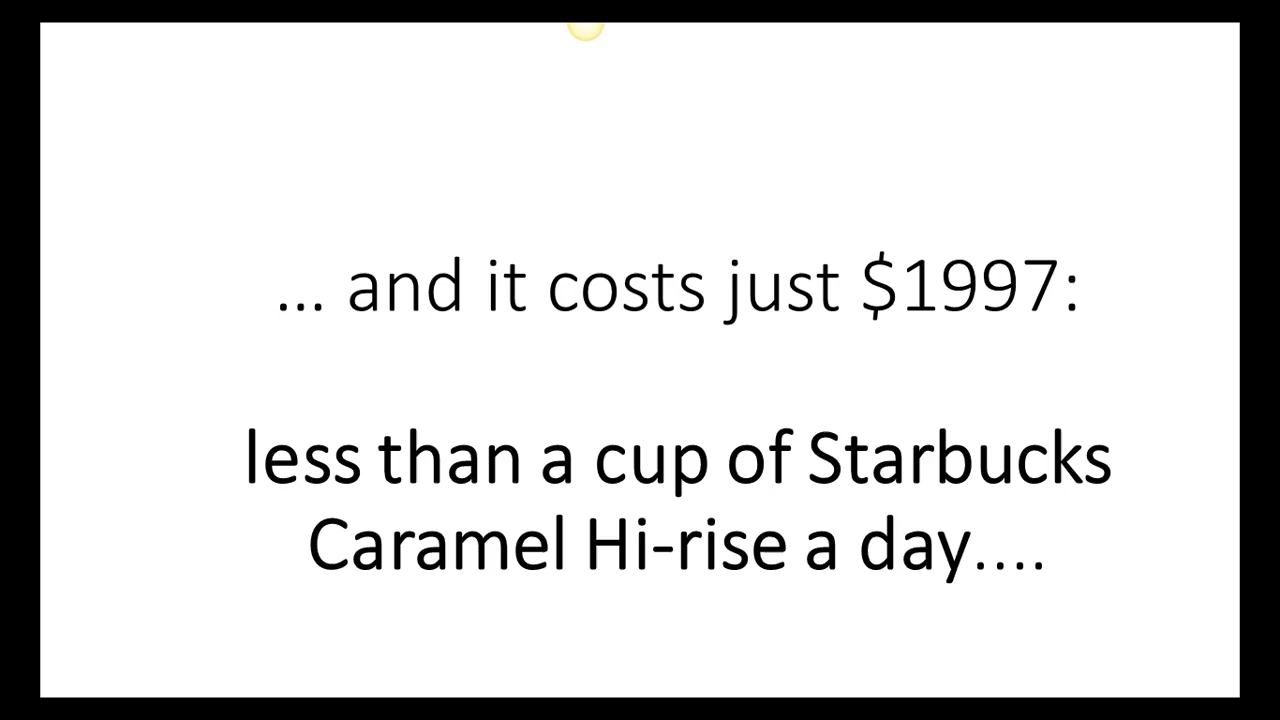 ... and it costs just $1997:
less than a cup of Starbucks
Caramel Hi-rise a day....